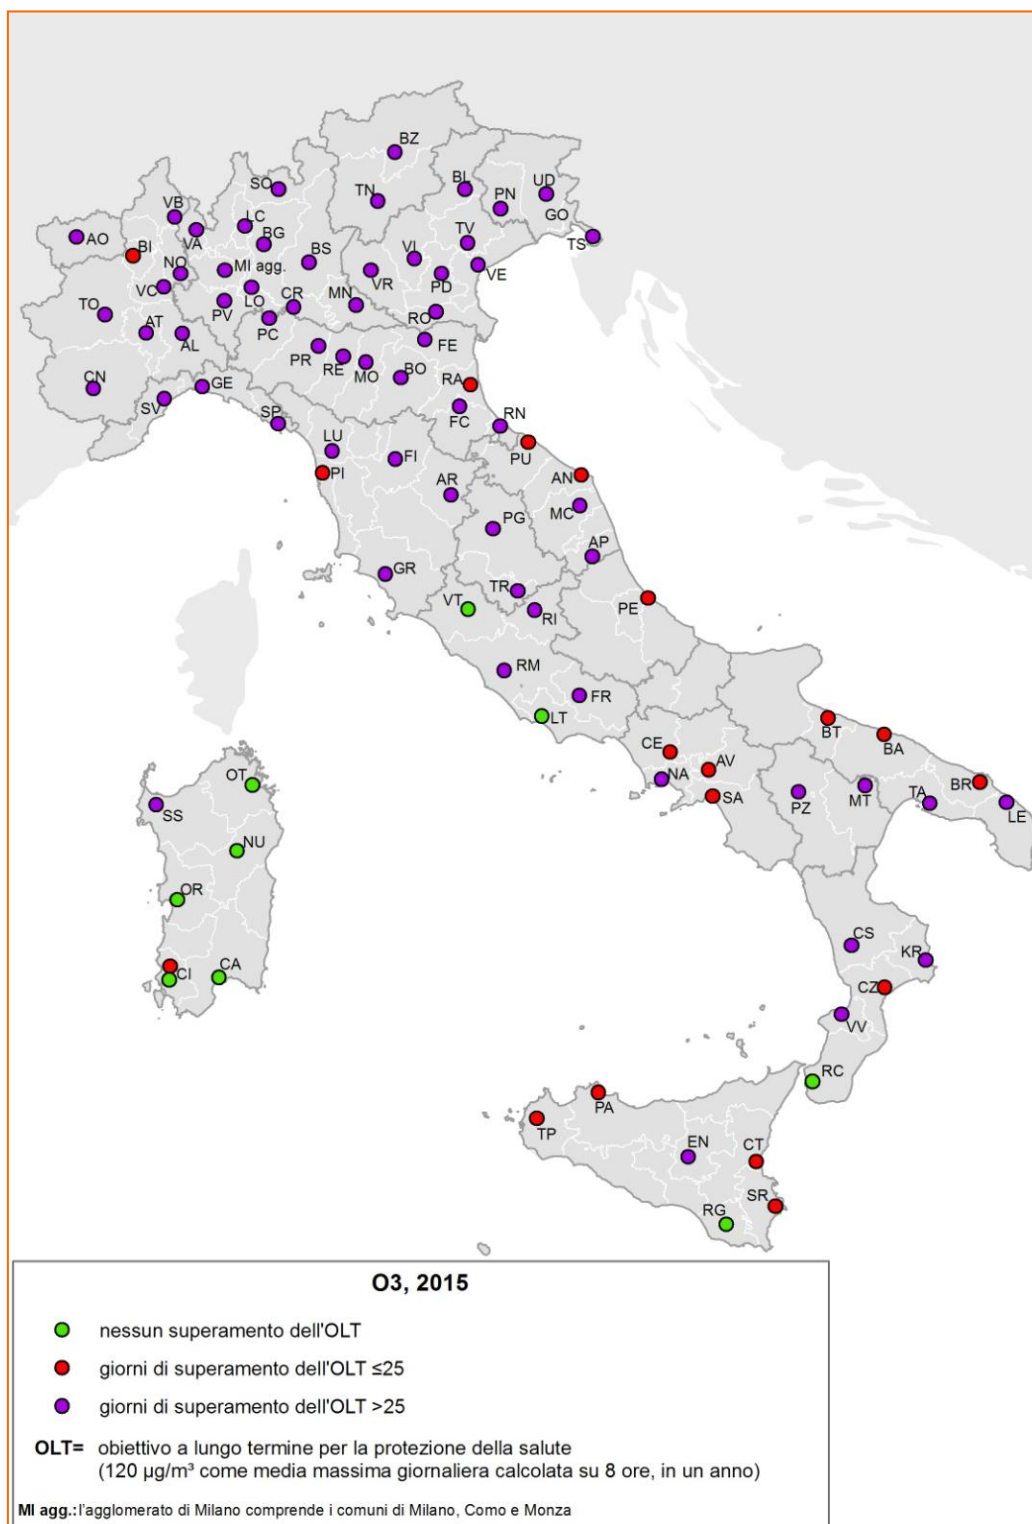 BZ
SO
BL
UD
TN
PN
VB
LC
GO
AO
VA
BG
TV
TS
BI
BS
VI
NO
MI agg.
VR
PD
VE
VC
LO
CR
MN
TO
PV
RO
AT
PC
AL
FE
PR
RE
MO
BO
RA
CN
GE
SV
FC
RN
SP
LU
FI
PU
PI
AN
AR
MC
PG
AP
GR
TR
VT
RI
PE
RM
FR
LT
BT
BA
CE
AV
NA
SA
PZ
MT
TA
BR
LE
OT
SS
NU
OR
CI
CA
CS
KR
CZ
VV
RC
PA
TP
EN
CT
SR
RG
O3, 2015
nessun superamento dell'OLT
giorni di superamento dell'OLT ≤25
giorni di superamento dell'OLT >25
OLT= obiettivo a lungo termine per la protezione della salute
(120 µg/m³ come media massima giornaliera calcolata su 8 ore, in un anno)
MI agg.:l'agglomerato di Milano comprende i comuni di Milano, Como e Monza